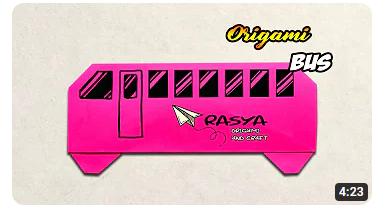 Origami
BUS
RASYA
ORIGAMI
AND CRAFT
4:23